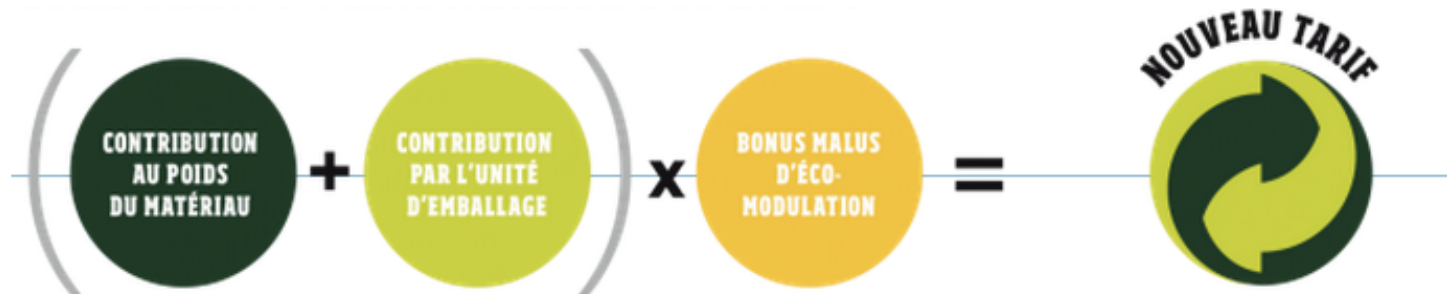 NOUVEAU TARIF
( CONTRIBUTION
AU POIDS
DU MATÉRIAU
+
CONTRIBUTION
PAR L'UNITÉ
D'EMBALLAGE )
x
BONUS MALUS
D'ÉCO-
MODULATION
=